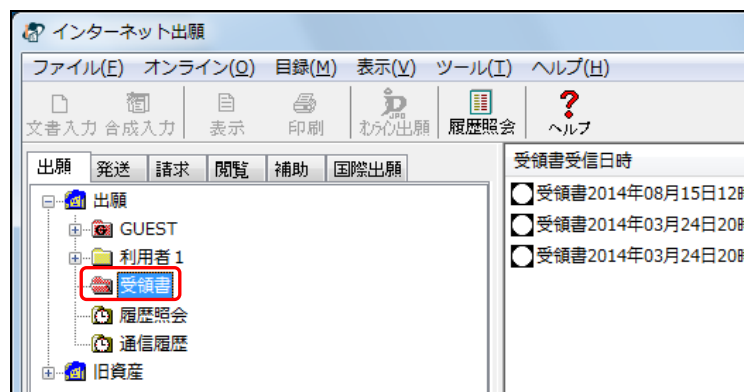 インターネット出願
ファイル(F) オンライン(O) 目録(M) 表示(V) ツール(T) ヘルプ(H)
文書入力 合成入力 表示 印刷 オンライン出願 履歴照会 ヘルプ
出願 発送 請求 閲覧 補助 国際出願
受領書受信日時
出願
受領書2014年08月15日12時
GUEST
受領書2014年03月24日20時
利用者1
受領書2014年03月24日20時
受領書
履歴照会
通信履歴
旧資産